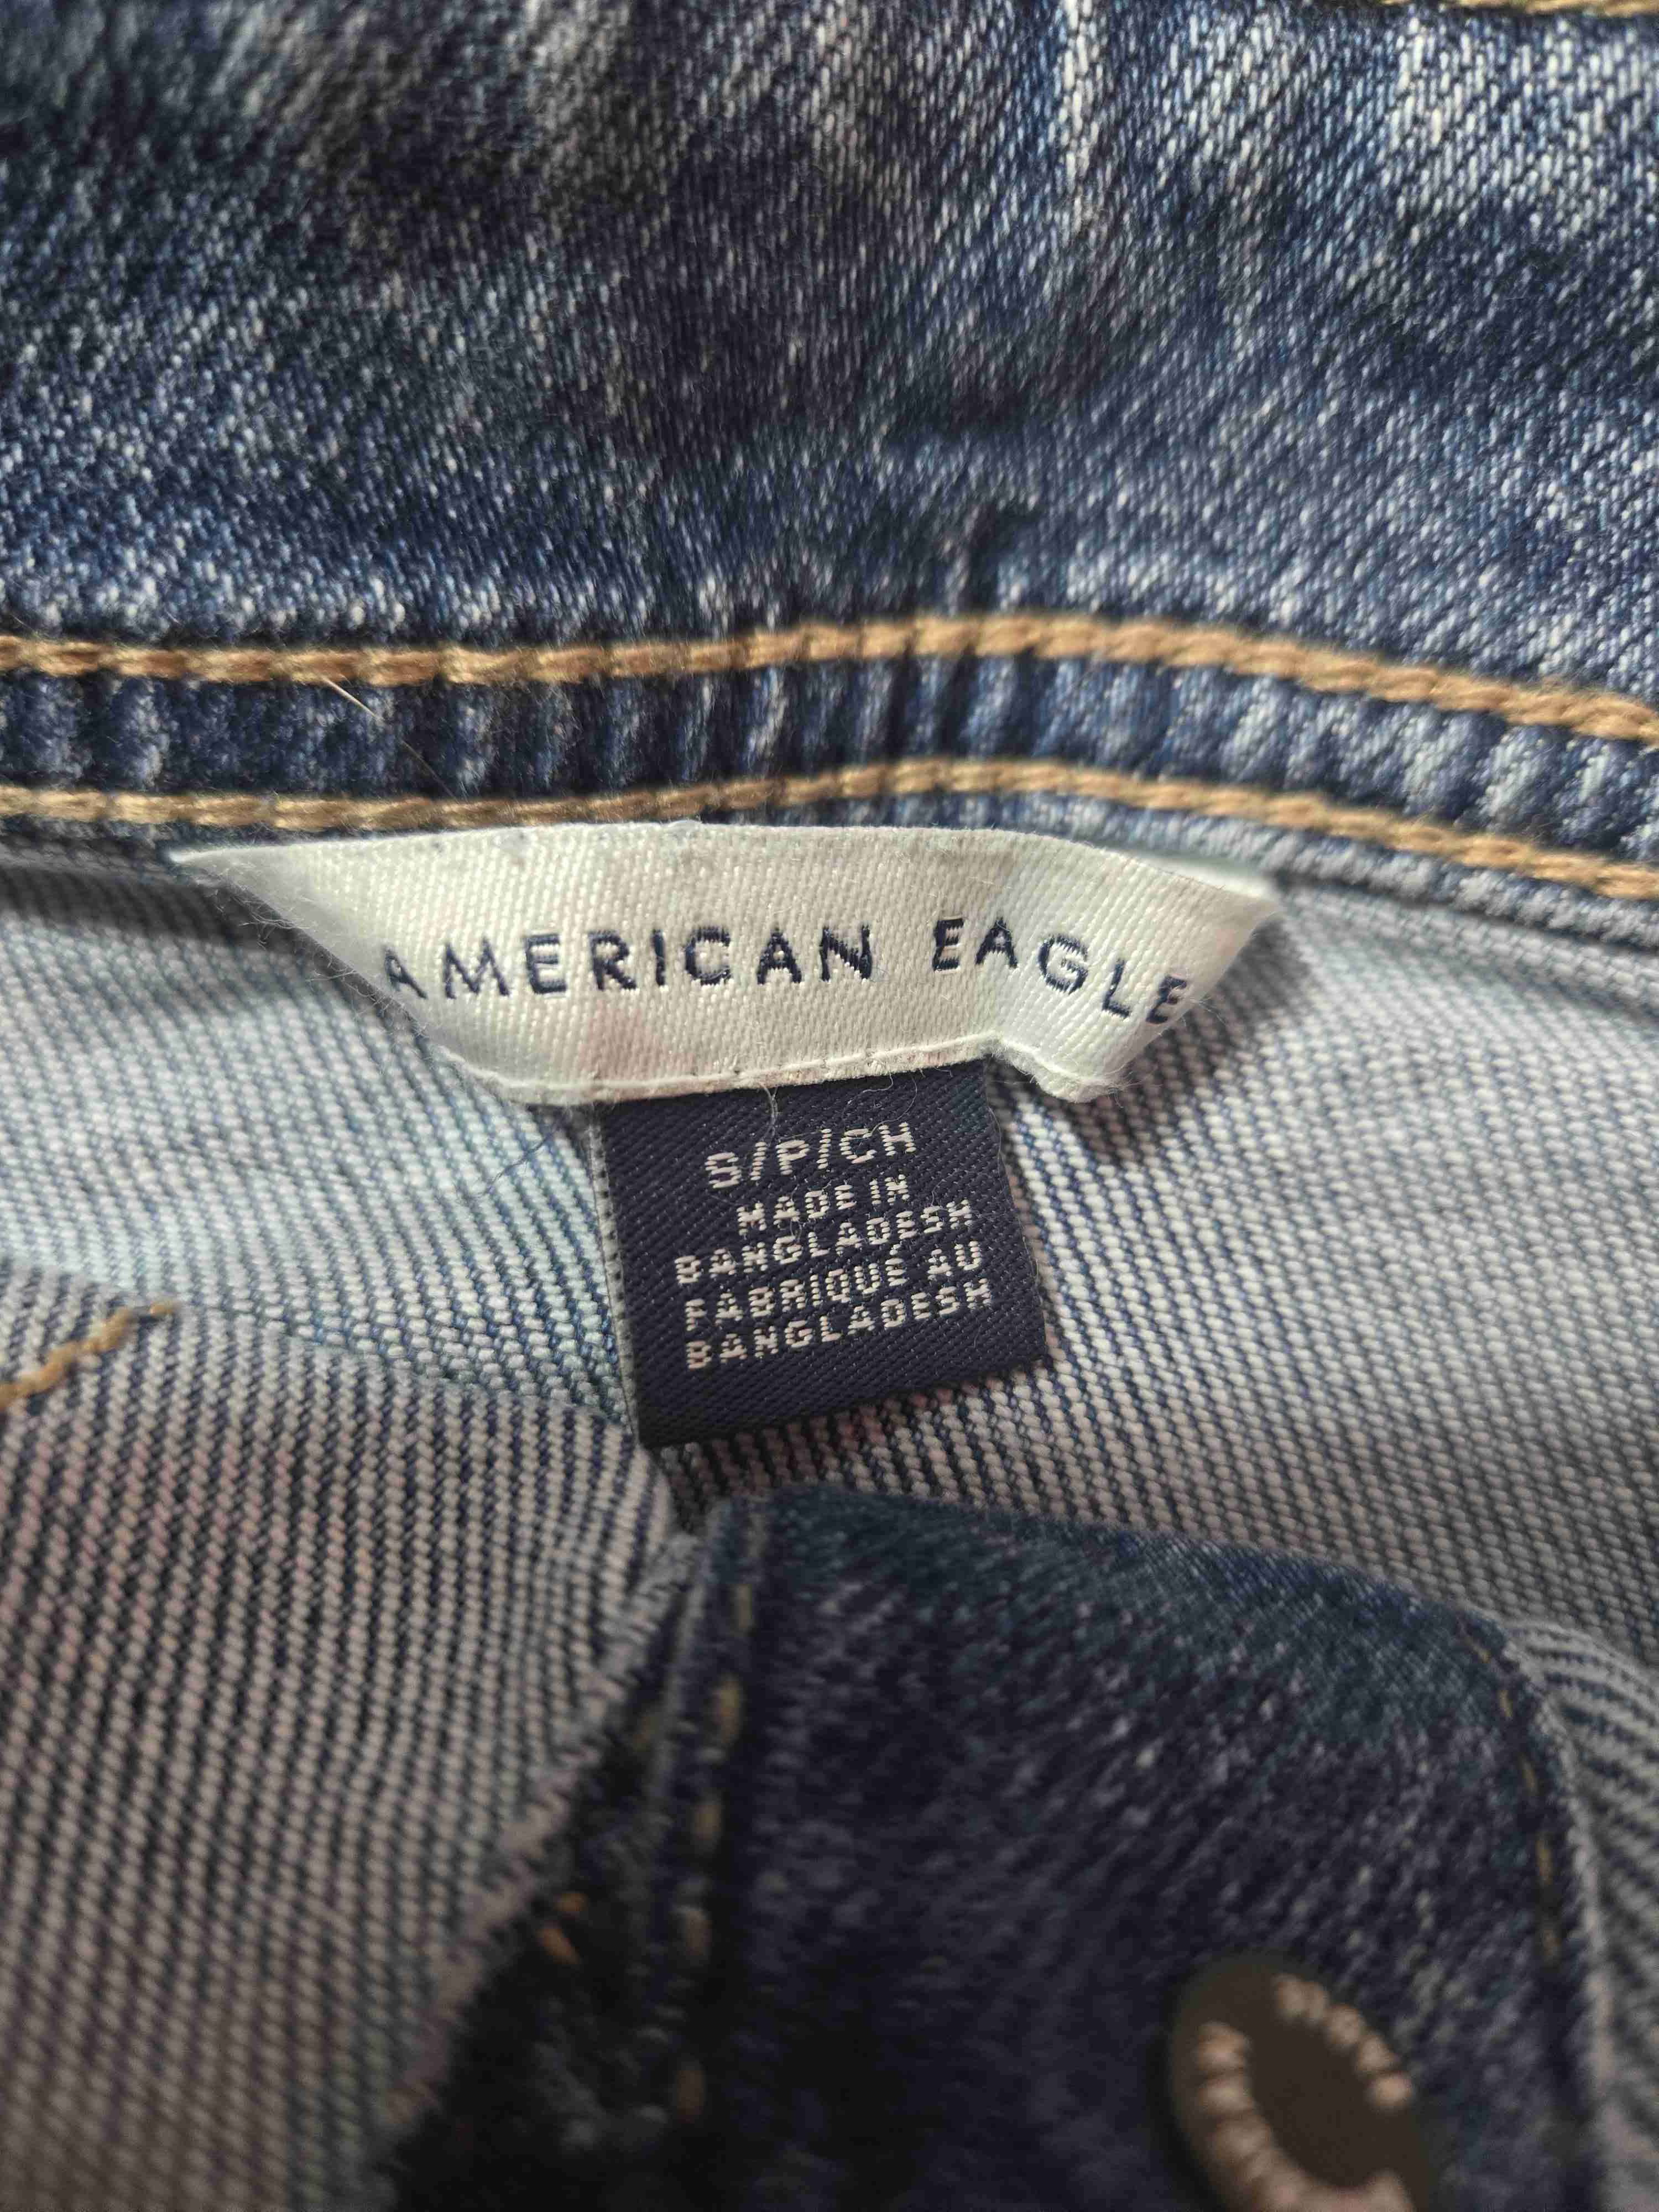 AMERICAN EAGLE
S/P/CH
MADE IN
BANGLADESH
FABRIQUÉ AU
BANGLADESH